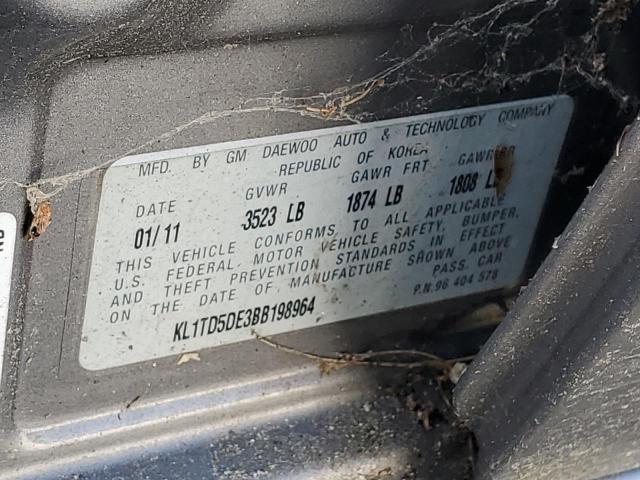 MFD. BY GM DAEWOO AUTO & TECHNOLOGY COMPANY
REPUBLIC OF KOREA
DATE GVWR GAWR FRT GAWR RR
01/11 3523 LB 1874 LB 1808 LB
THIS VEHICLE CONFORMS TO ALL APPLICABLE
U.S. FEDERAL MOTOR VEHICLE SAFETY, BUMPER,
AND THEFT PREVENTION STANDARDS IN EFFECT
ON THE DATE OF MANUFACTURE SHOWN ABOVE
PASS. CAR
KL1TD5DE3BB198964 P.N.96 404 578